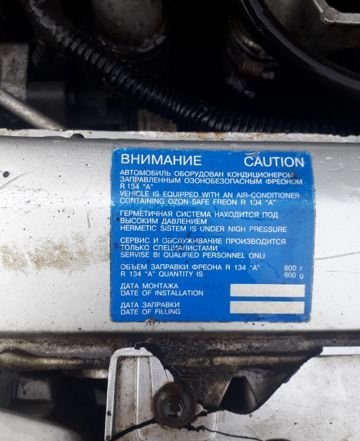 ВНИМАНИЕ CAUTION
АВТОМОБИЛЬ ОБОРУДОВАН КОНДИЦИОНЕРОМ
ЗАПРАВЛЕННЫМ ОЗОНОБЕЗОПАСНЫМ ФРЕОНОМ
R 134 "A"
VEHICLE IS EQUIPPED WITH AN AIR-CONDITIONER
CONTAINING OZON-SAFE FREON R 134 "A"
ГЕРМЕТИЧНАЯ СИСТЕМА НАХОДИТСЯ ПОД
ВЫСОКИМ ДАВЛЕНИЕМ
HERMETIC SISTEM IS UNDER NIGH PRESSURE
СЕРВИС И ОБСЛУЖИВАНИЕ ПРОИЗВОДИТСЯ
ТОЛЬКО СПЕЦИАЛИСТАМИ
SERVISE BI QUALIFIED PERSONNEL ONLI
ОБЪЕМ ЗАПРАВКИ ФРЕОНА R 134 "A" 800 г
R 134 "A" QUANTITY IS 800 g
ДАТА МОНТАЖА
DATE OF INSTALLATION
ДАТА ЗАПРАВКИ
DATE OF FILLING